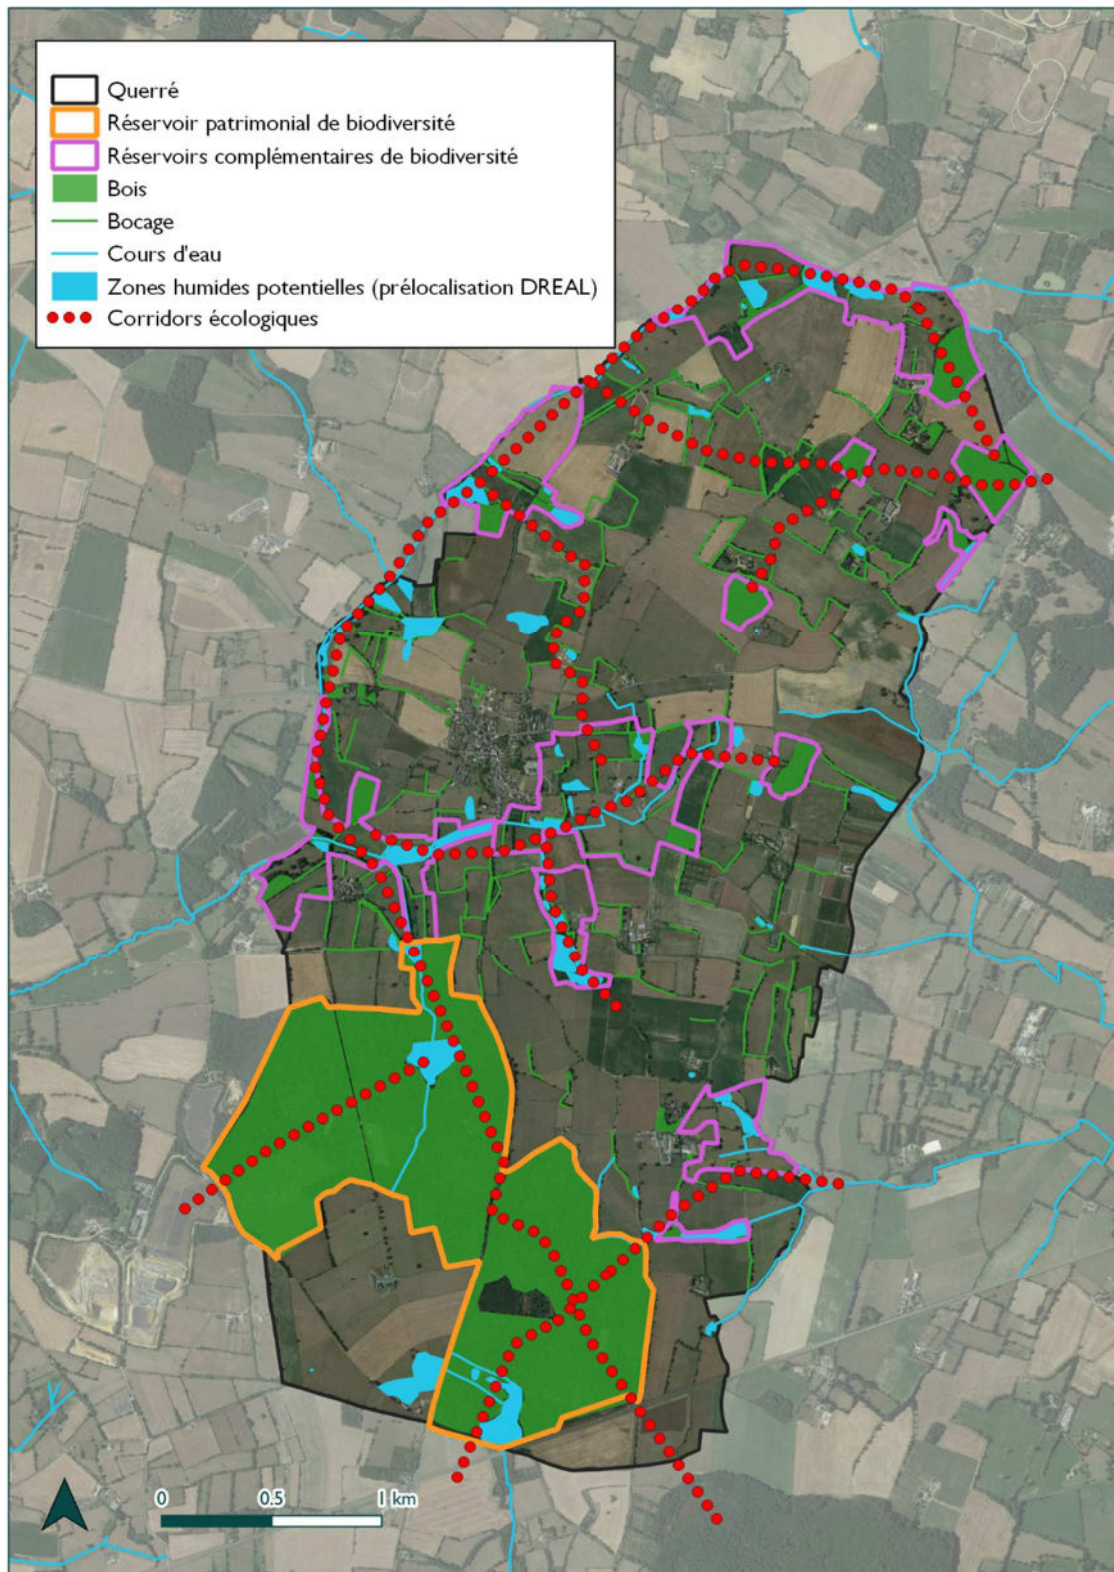 Querré
Réservoir patrimonial de biodiversité
Réservoirs complémentaires de biodiversité
Bois
Bocage
Cours d'eau
Zones humides potentielles (prélocalisation DREAL)
Corridors écologiques
0 0.5 1 km